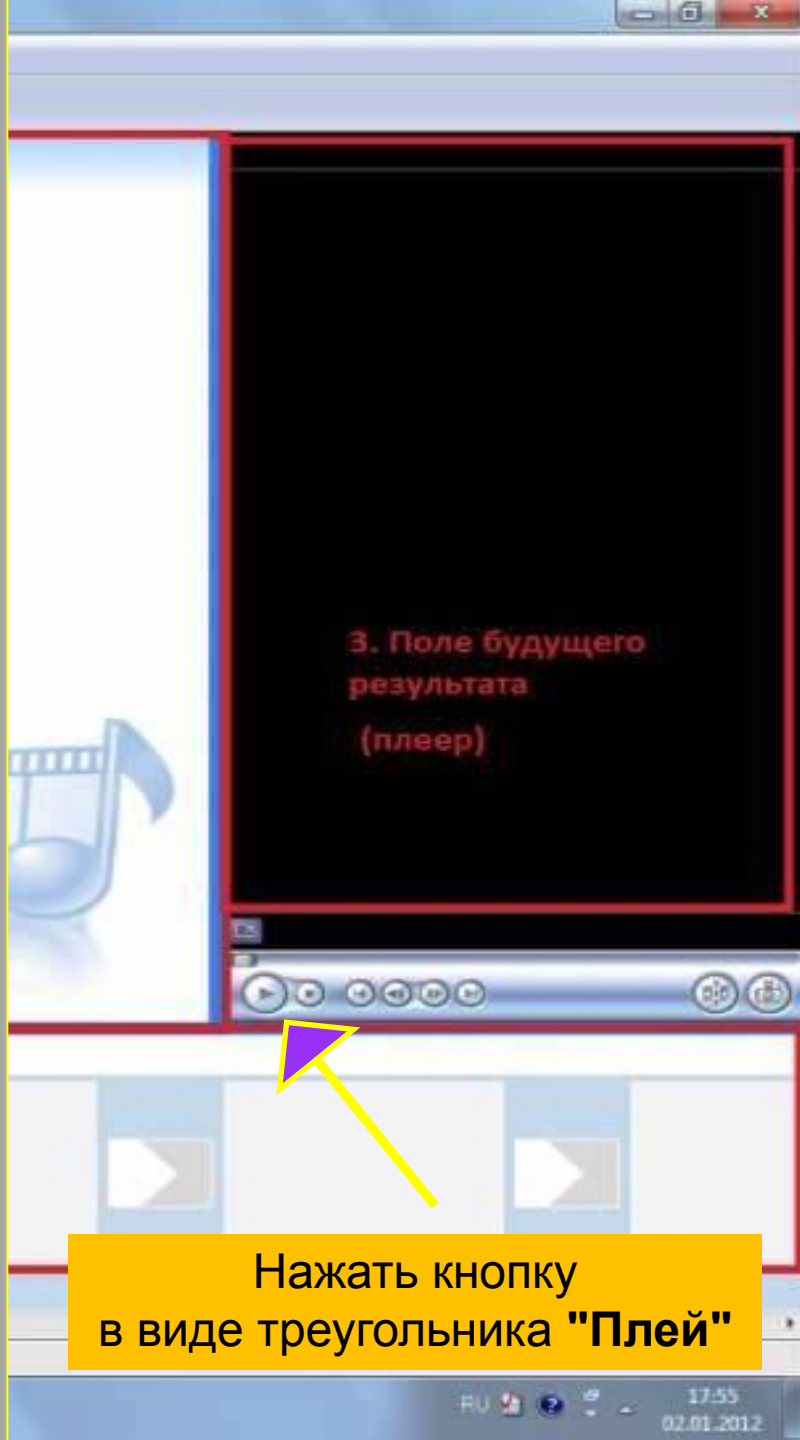 3. Поле будущего
результата
(плеер)
Нажать кнопку
в виде треугольника "Плей"
RU
17:55
02.01.2012